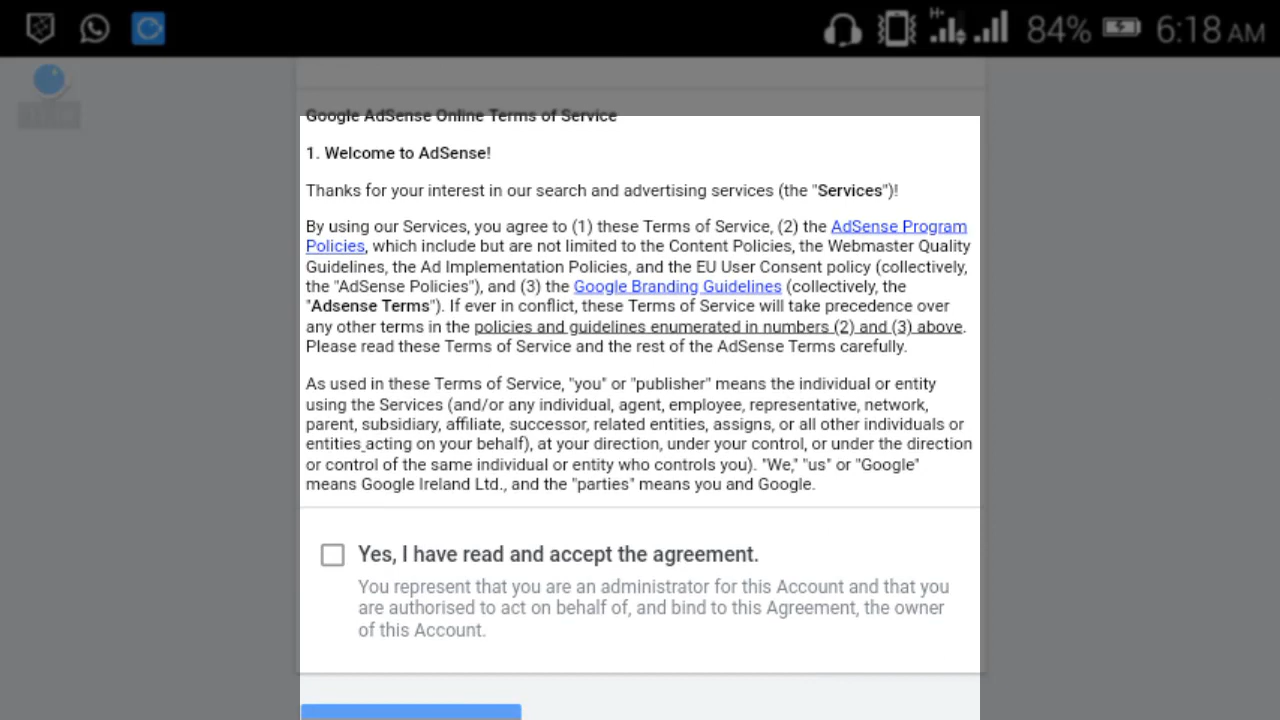 H+ 84% 6:18 AM
Google AdSense Online Terms of Service
1. Welcome to AdSense!
Thanks for your interest in our search and advertising services (the "Services")!
By using our Services, you agree to (1) these Terms of Service, (2) the AdSense Program
Policies, which include but are not limited to the Content Policies, the Webmaster Quality
Guidelines, the Ad Implementation Policies, and the EU User Consent policy (collectively,
the "AdSense Policies"), and (3) the Google Branding Guidelines (collectively, the
"Adsense Terms"). If ever in conflict, these Terms of Service will take precedence over
any other terms in the policies and guidelines enumerated in numbers (2) and (3) above.
Please read these Terms of Service and the rest of the AdSense Terms carefully.
As used in these Terms of Service, "you" or "publisher" means the individual or entity
using the Services (and/or any individual, agent, employee, representative, network,
parent, subsidiary, affiliate, successor, related entities, assigns, or all other individuals or
entities acting on your behalf), at your direction, under your control, or under the direction
or control of the same individual or entity who controls you). "We," "us" or "Google"
means Google Ireland Ltd., and the "parties" means you and Google.
Yes, I have read and accept the agreement.
You represent that you are an administrator for this Account and that you
are authorised to act on behalf of, and bind to this Agreement, the owner
of this Account.